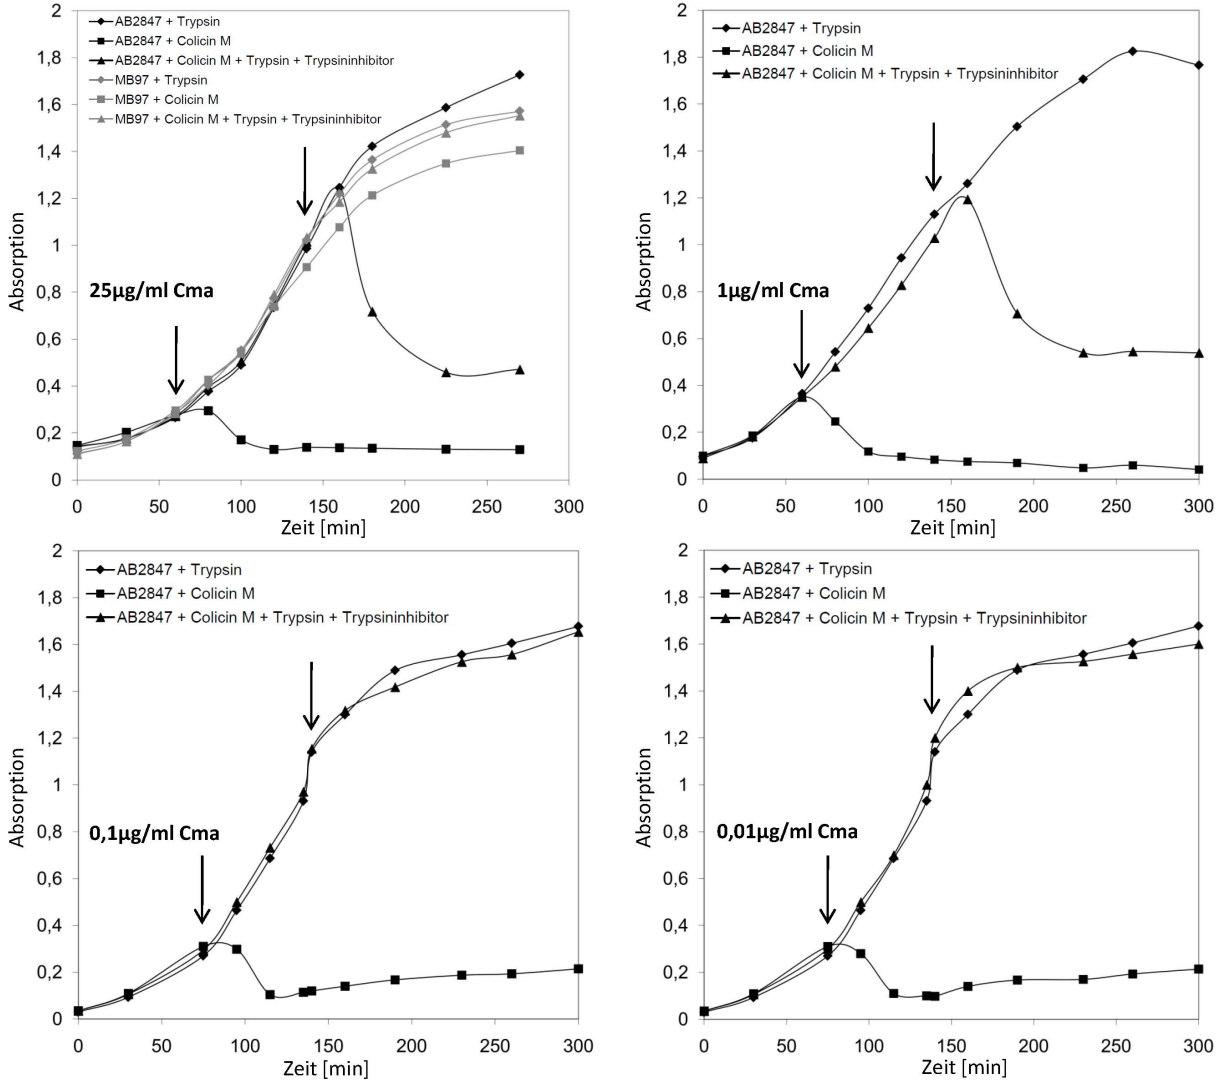 2
1,8
1,6
1,4
1,2
1
0,8
0,6
0,4
0,2
0
Absorption
AB2847 + Trypsin
AB2847 + Colicin M
AB2847 + Colicin M + Trypsin + Trypsininhibitor
MB97 + Trypsin
MB97 + Colicin M
MB97 + Colicin M + Trypsin + Trypsininhibitor
25µg/ml Cma
0 50 100 150 200 250 300
Zeit [min]
2
1,8
1,6
1,4
1,2
1
0,8
0,6
0,4
0,2
0
Absorption
AB2847 + Trypsin
AB2847 + Colicin M
AB2847 + Colicin M + Trypsin + Trypsininhibitor
1µg/ml Cma
0 50 100 150 200 250 300
Zeit [min]
2
1,8
1,6
1,4
1,2
1
0,8
0,6
0,4
0,2
0
Absorption
AB2847 + Trypsin
AB2847 + Colicin M
AB2847 + Colicin M + Trypsin + Trypsininhibitor
0,1µg/ml Cma
0 50 100 150 200 250 300
Zeit [min]
2
1,8
1,6
1,4
1,2
1
0,8
0,6
0,4
0,2
0
Absorption
AB2847 + Trypsin
AB2847 + Colicin M
AB2847 + Colicin M + Trypsin + Trypsininhibitor
0,01µg/ml Cma
0 50 100 150 200 250 300
Zeit [min]